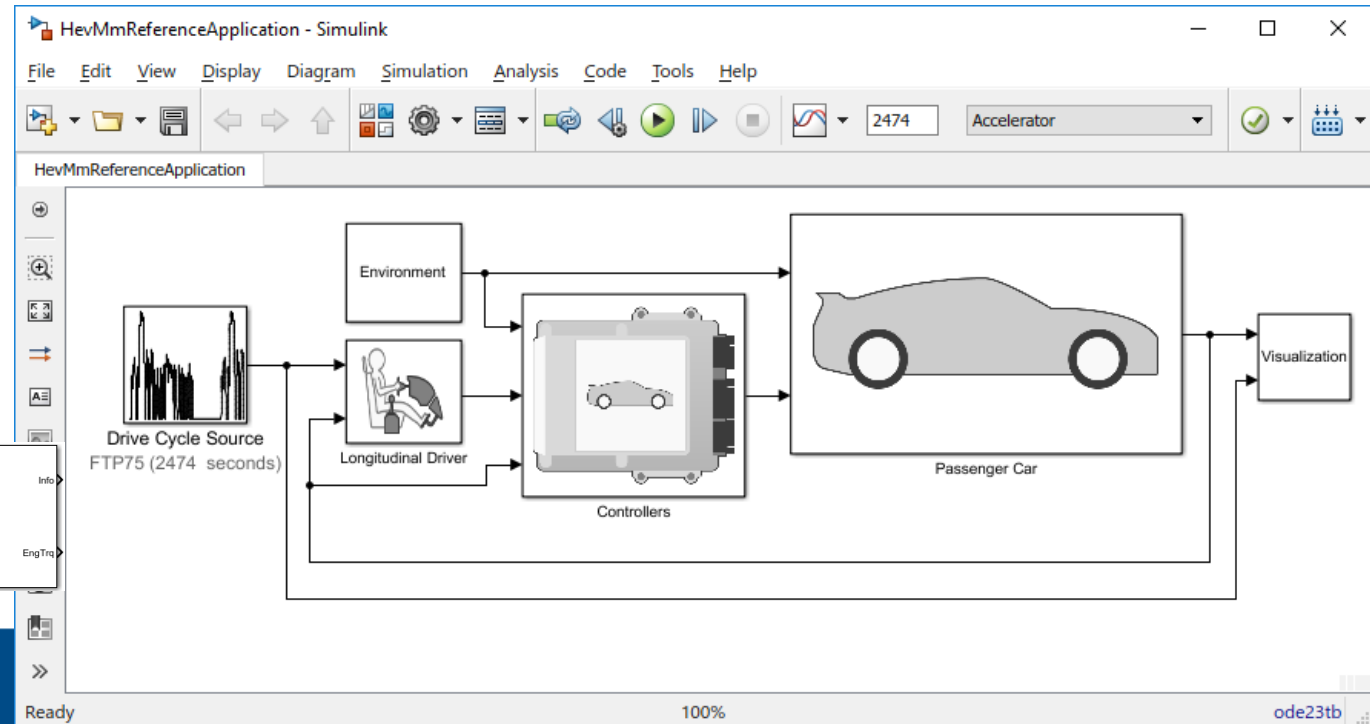 HevMmReferenceApplication - Simulink
File Edit View Display Diagram Simulation Analysis Code Tools Help
2474 Accelerator
HevMmReferenceApplication
Environment
Drive Cycle Source
FTP75 (2474 seconds)
Longitudinal Driver
Controllers
Passenger Car
Visualization
Info
EngTrq
Ready 100% ode23tb